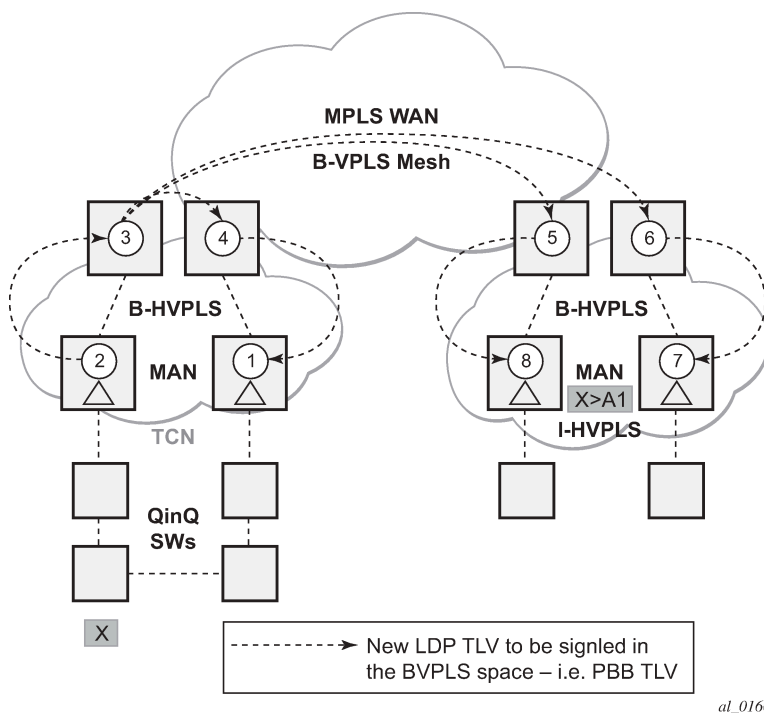 MPLS WAN
B-VPLS Mesh
3
4
5
6
B-HVPLS
B-HVPLS
2
MAN
1
8
MAN
7
X>A1
TCN
I-HVPLS
QinQ
SWs
X
New LDP TLV to be signled in
the BVPLS space – i.e. PBB TLV